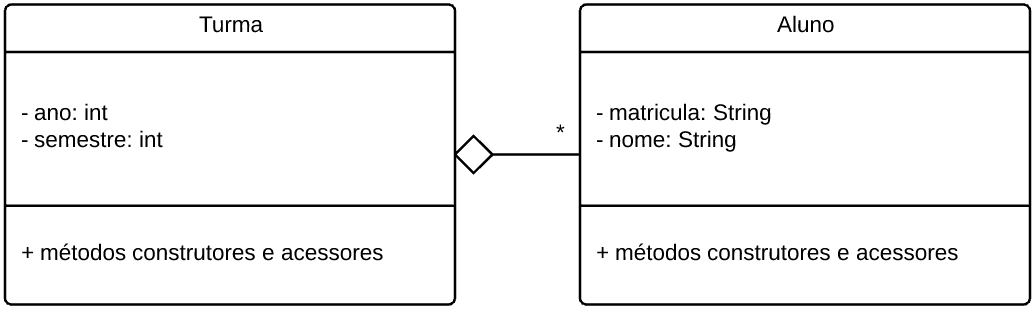 Turma
- ano: int
- semestre: int
+ métodos construtores e acessores
*
Aluno
- matricula: String
- nome: String
+ métodos construtores e acessores